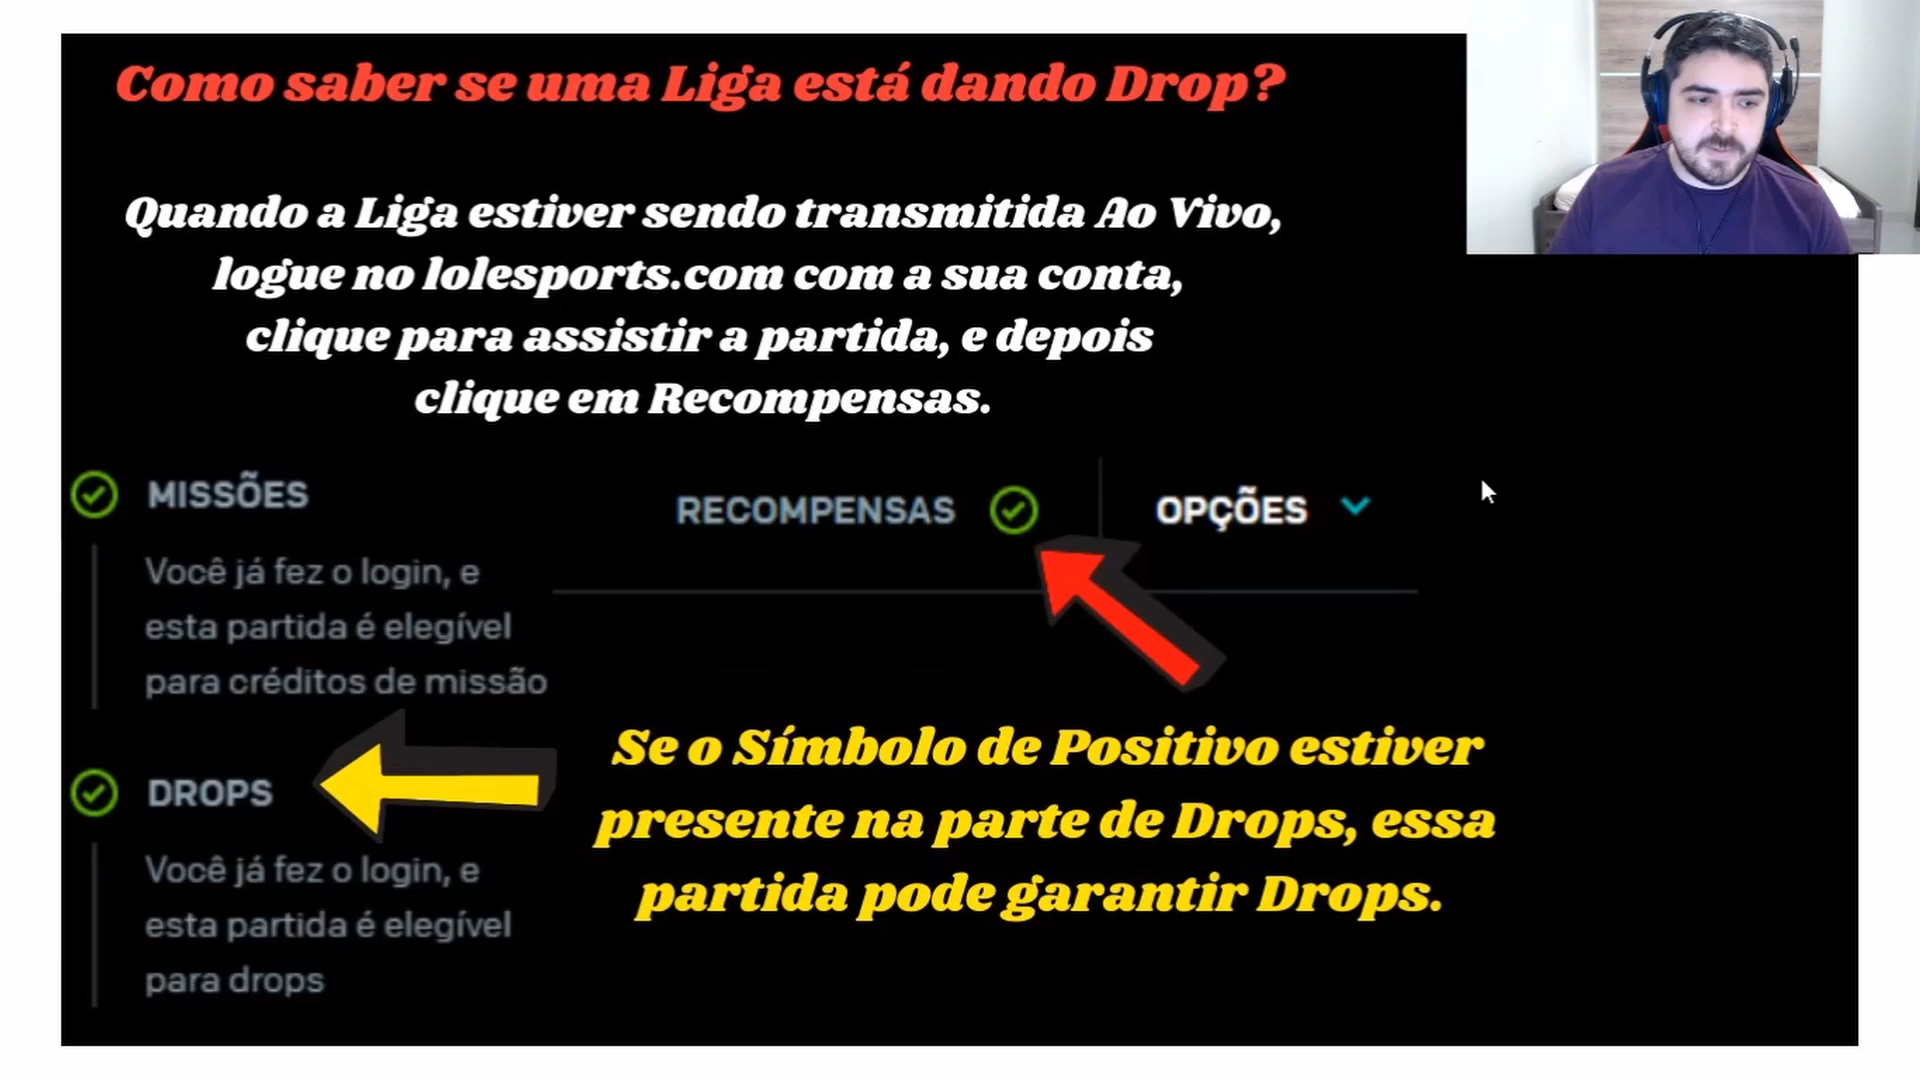 Como saber se uma Liga está dando Drop?
Quando a Liga estiver sendo transmitida Ao Vivo,
logue no lolesports.com com a sua conta,
clique para assistir a partida, e depois
clique em Recompensas.
MISSÕES
Você já fez o login, e
esta partida é elegível
para créditos de missão
RECOMPENSAS
OPÇÕES
DROPS
Você já fez o login, e
esta partida é elegível
para drops
Se o Símbolo de Positivo estiver
presente na parte de Drops, essa
partida pode garantir Drops.